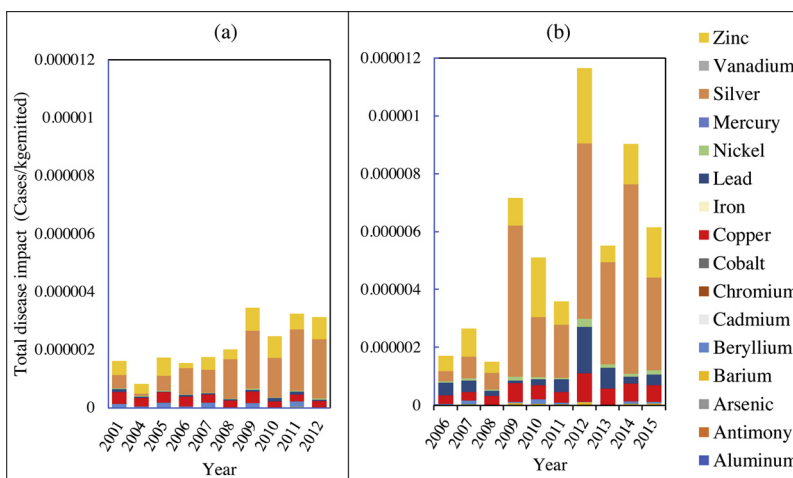 (a)
(b)
Total disease impact (Cases/kgemitted)
0.000012
0.00001
0.000008
0.000006
0.000004
0.000002
0
2001 2004 2005 2006 2007 2008 2009 2010 2011 2012
Year
0.000012
0.00001
0.000008
0.000006
0.000004
0.000002
0
2006 2007 2008 2009 2010 2011 2012 2013 2014 2015
Year
Zinc
Vanadium
Silver
Mercury
Nickel
Lead
Iron
Copper
Cobalt
Chromium
Cadmium
Beryllium
Barium
Arsenic
Antimony
Aluminum